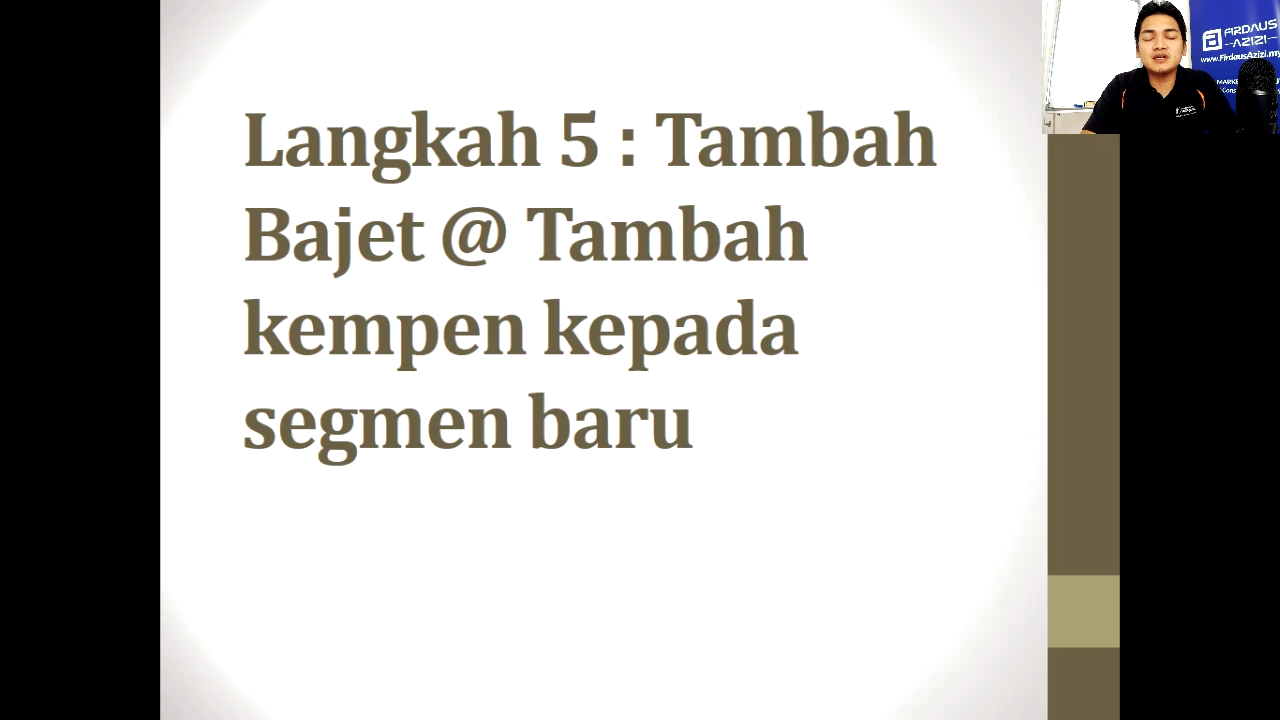 Langkah 5 : Tambah
Bajet @ Tambah
kempen kepada
segmen baru
FIRDAUS
AZIZI
www.FirdausAzizi.my